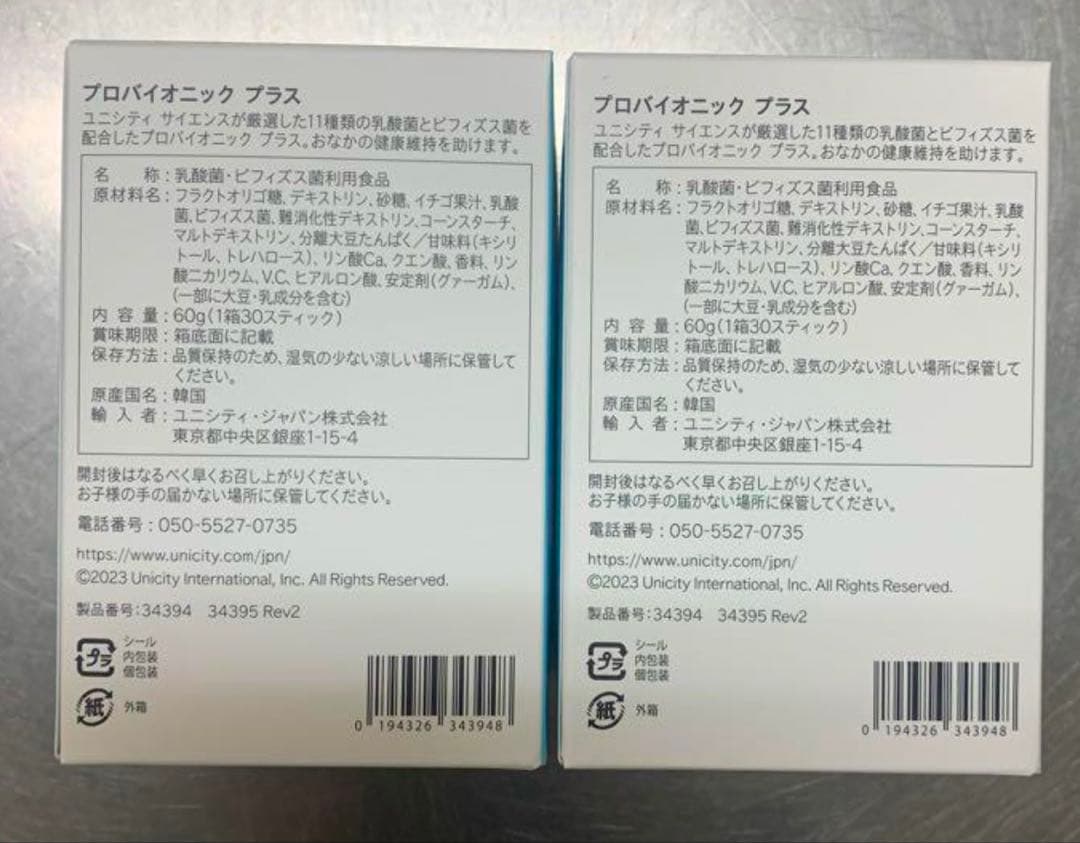 プロバイオニック プラス
ユニシティ サイエンスが厳選した11種類の乳酸菌とビフィズス菌を
配合したプロバイオニック プラス。おなかの健康維持を助けます。
名 称:乳酸菌・ビフィズス菌利用食品
原材料名:フラクトオリゴ糖、デキストリン、砂糖、イチゴ果汁、乳酸
菌、ビフィズス菌、難消化性デキストリン、コーンスターチ、
マルトデキストリン、分離大豆たんぱく/甘味料(キシリ
トール、トレハロース)、リン酸Ca、クエン酸、香料、リン
酸二カリウム、V.C、ヒアルロン酸、安定剤(グァーガム)、
(一部に大豆・乳成分を含む)
内 容 量:60g(1箱30スティック)
賞味期限:箱底面に記載
保存方法:品質保持のため、湿気の少ない涼しい場所に保管して
ください。
原産国名:韓国
輸 入 者:ユニシティ・ジャパン株式会社
東京都中央区銀座1-15-4
開封後はなるべく早くお召し上がりください。
お子様の手の届かない場所に保管してください。
電話番号:050-5527-0735
https://www.unicity.com/jpn/
©2023 Unicity International, Inc. All Rights Reserved.
製品番号:34394 34395 Rev2
プラ
シール
内包装
個包装
紙
外箱
0 194326 343948
プロバイオニック プラス
ユニシティ サイエンスが厳選した11種類の乳酸菌とビフィズス菌を
配合したプロバイオニック プラス。おなかの健康維持を助けます。
名 称:乳酸菌・ビフィズス菌利用食品
原材料名:フラクトオリゴ糖、デキストリン、砂糖、イチゴ果汁、乳酸
菌、ビフィズス菌、難消化性デキストリン、コーンスターチ、
マルトデキストリン、分離大豆たんぱく/甘味料(キシリ
トール、トレハロース)、リン酸Ca、クエン酸、香料、リン
酸二カリウム、V.C、ヒアルロン酸、安定剤(グァーガム)、
(一部に大豆・乳成分を含む)
内 容 量:60g(1箱30スティック)
賞味期限:箱底面に記載
保存方法:品質保持のため、湿気の少ない涼しい場所に保管して
ください。
原産国名:韓国
輸 入 者:ユニシティ・ジャパン株式会社
東京都中央区銀座1-15-4
開封後はなるべく早くお召し上がりください。
お子様の手の届かない場所に保管してください。
電話番号:050-5527-0735
https://www.unicity.com/jpn/
©2023 Unicity International, Inc. All Rights Reserved.
製品番号:34394 34395 Rev2
プラ
シール
内包装
個包装
紙
外箱
0 194326 343948